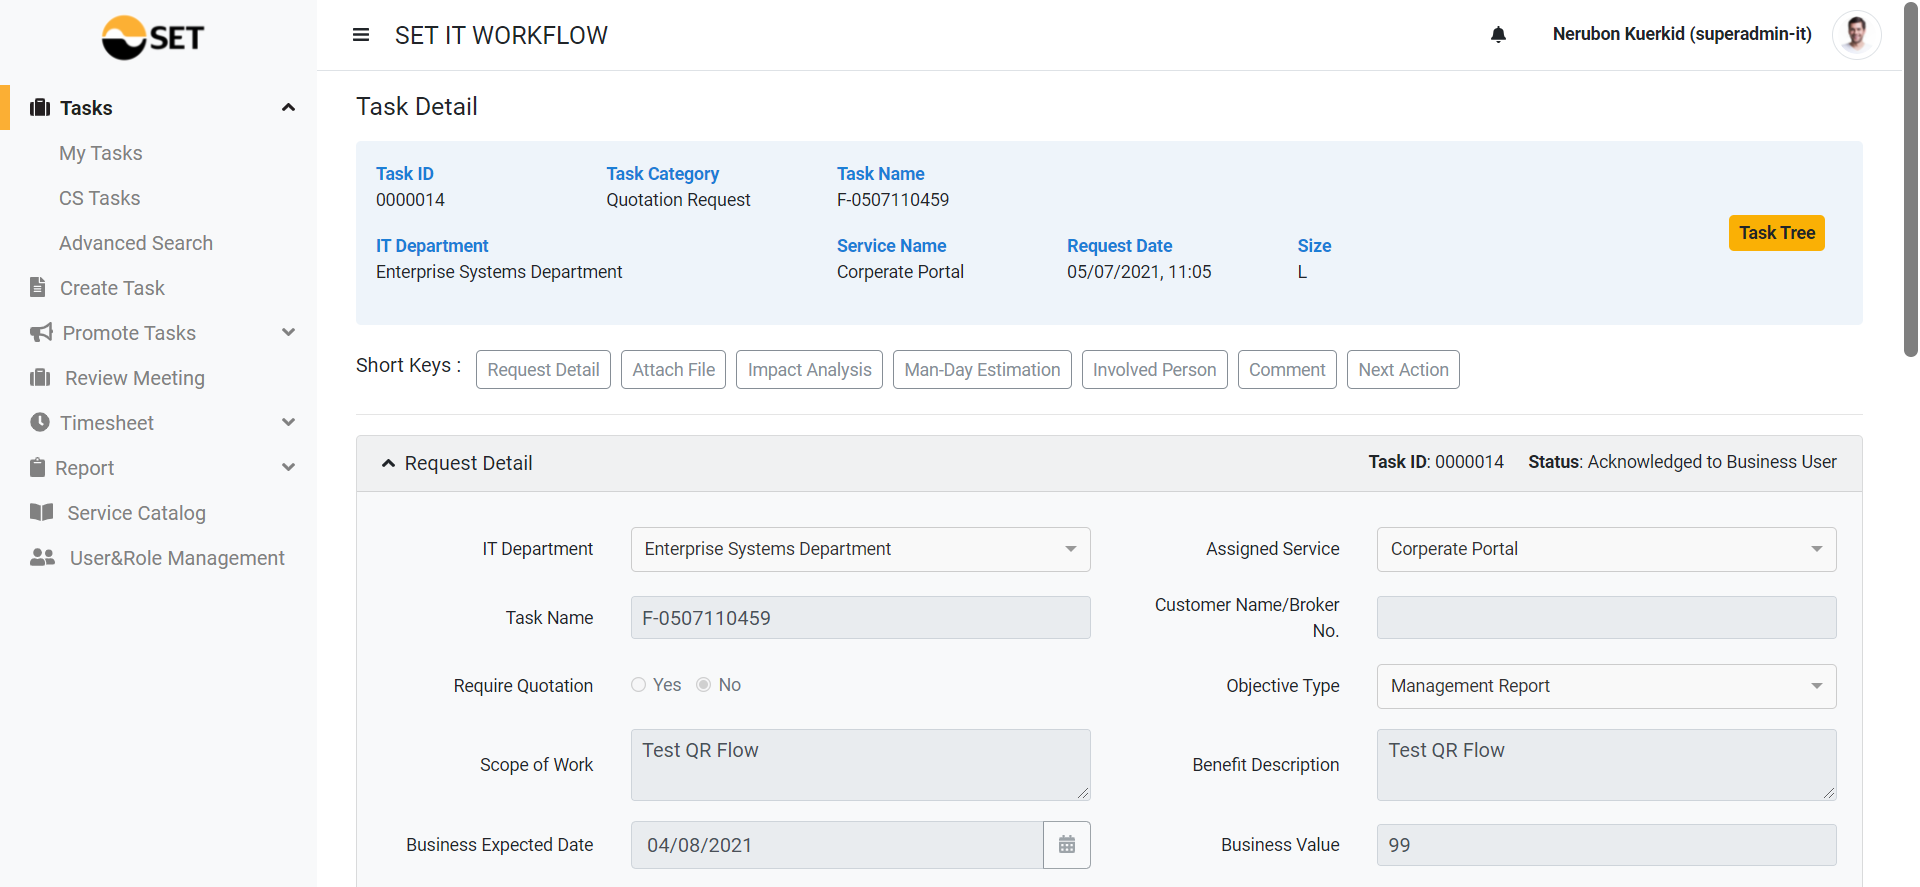 SET
SET IT WORKFLOW
Nerubon Kuerkid (superadmin-it)
Tasks
My Tasks
CS Tasks
Advanced Search
Create Task
Promote Tasks
Review Meeting
Timesheet
Report
Service Catalog
User&Role Management
Task Detail
Task ID Task Category Task Name
0000014 Quotation Request F-0507110459
Task Tree
IT Department Service Name Request Date Size
Enterprise Systems Department Corperate Portal 05/07/2021, 11:05 L
Short Keys : Request Detail Attach File Impact Analysis Man-Day Estimation Involved Person Comment Next Action
Request Detail Task ID: 0000014 Status: Acknowledged to Business User
IT Department Enterprise Systems Department Assigned Service Corperate Portal
Task Name F-0507110459 Customer Name/Broker
No.
Require Quotation Yes No Objective Type Management Report
Scope of Work Test QR Flow Benefit Description Test QR Flow
Business Expected Date 04/08/2021 Business Value 99